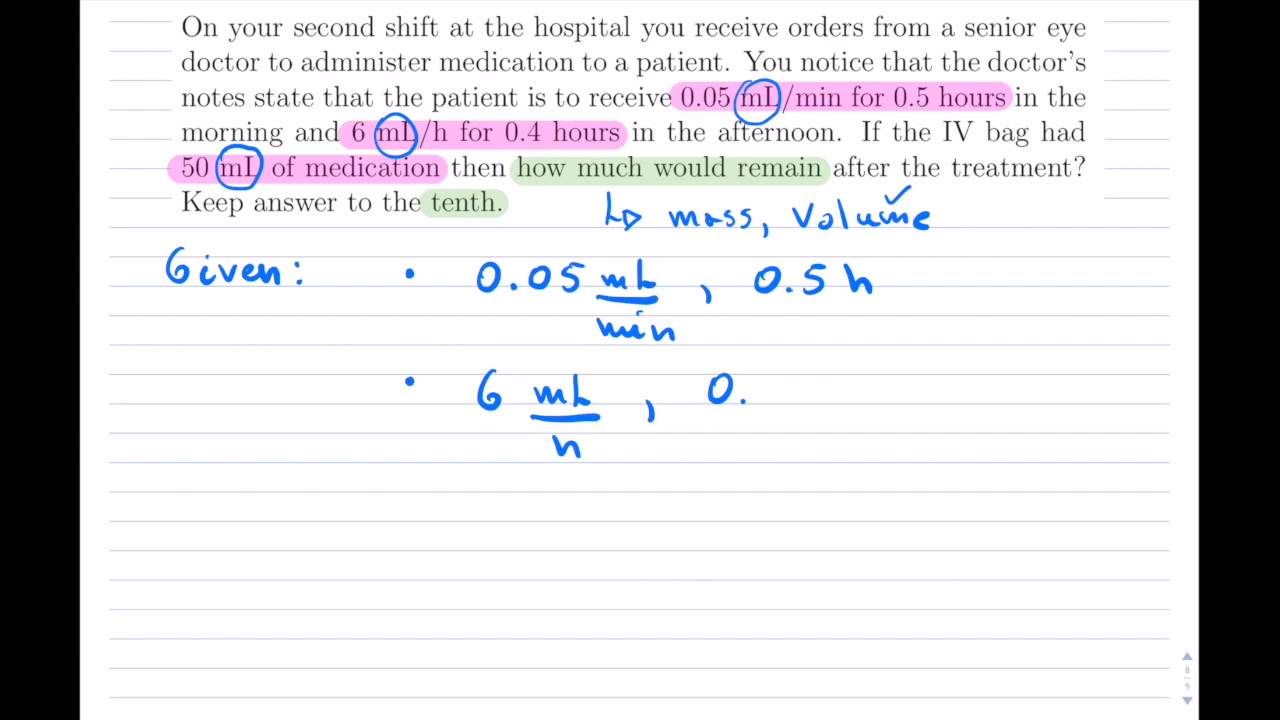 On your second shift at the hospital you receive orders from a senior eye
doctor to administer medication to a patient. You notice that the doctor's
notes state that the patient is to receive 0.05 mL/min for 0.5 hours in the
morning and 6 mL/h for 0.4 hours in the afternoon. If the IV bag had
50 mL of medication then how much would remain after the treatment?
Keep answer to the tenth.
↳ mass, volume ✓
Given: • 0.05 mL/min , 0.5 h
• 6 mL/h , 0.
8
9